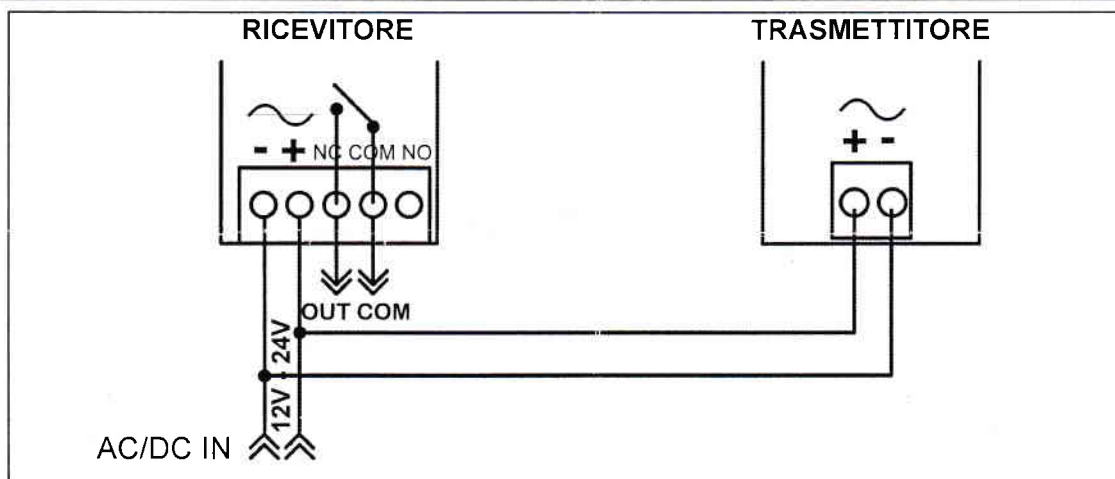 RICEVITORE
TRASMETTITORE
- + NC COM NO
+ -
OUT COM
12V - 24V
AC/DC IN